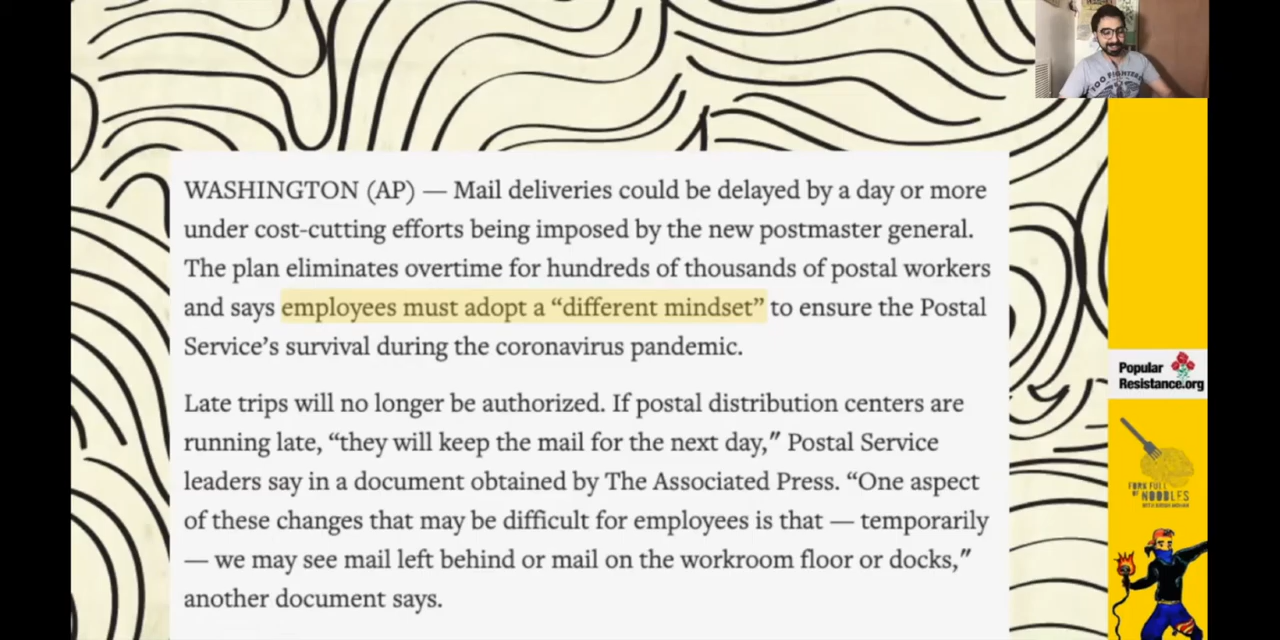 FOO FIGHTERS
WASHINGTON (AP) — Mail deliveries could be delayed by a day or more
under cost-cutting efforts being imposed by the new postmaster general.
The plan eliminates overtime for hundreds of thousands of postal workers
and says employees must adopt a “different mindset” to ensure the Postal
Service’s survival during the coronavirus pandemic.
Late trips will no longer be authorized. If postal distribution centers are
running late, “they will keep the mail for the next day,” Postal Service
leaders say in a document obtained by The Associated Press. “One aspect
of these changes that may be difficult for employees is that — temporarily
— we may see mail left behind or mail on the workroom floor or docks,”
another document says.
Popular
Resistance.org
FORK FULL
OF NOODLES